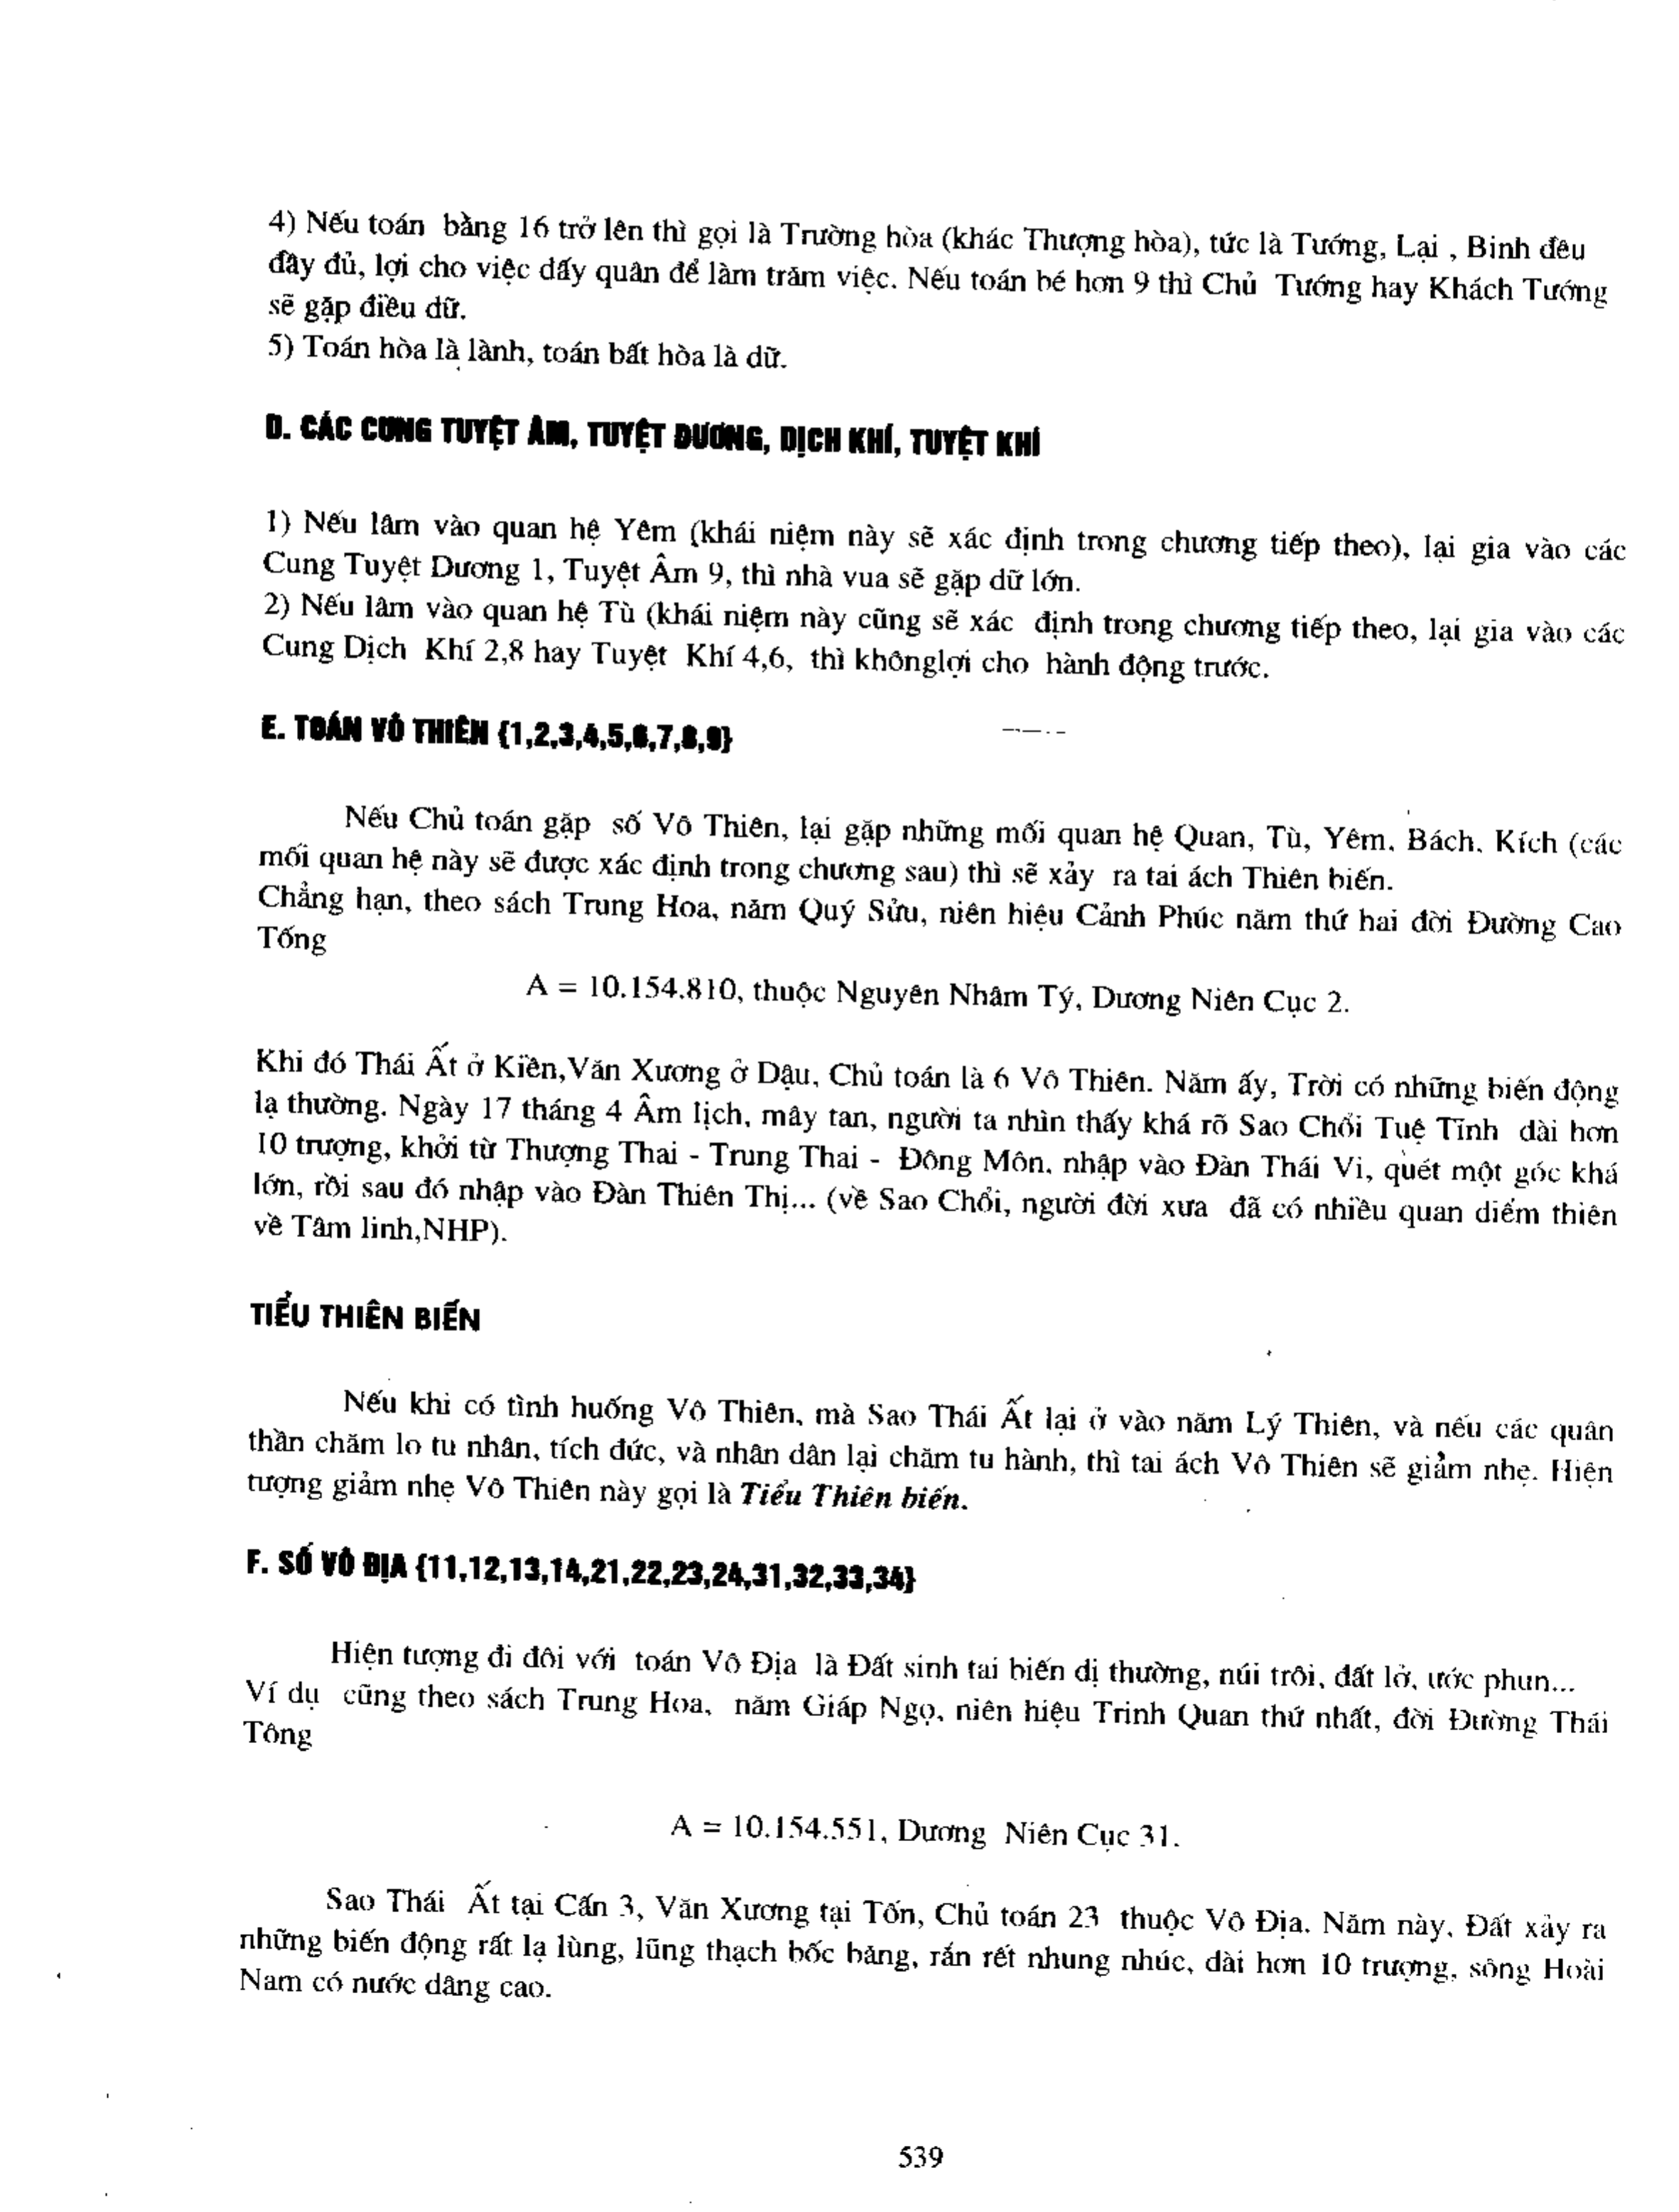 4) Nếu toán bằng 16 trở lên thì gọi là Trường hòa (khác Thượng hòa), tức là Tướng, Lại , Binh đều
đầy đủ, lợi cho việc dấy quân để làm trăm việc. Nếu toán bé hơn 9 thì Chủ Tướng hay Khách Tướng
sẽ gặp điều dữ.
5) Toán hòa là lành, toán bất hòa là dữ.
D. CÁC CUNG TUYỆT ÂM, TUYỆT DƯƠNG, DỊCH KHÍ, TUYỆT KHÍ
1) Nếu lâm vào quan hệ Yêm (khái niệm này sẽ xác định trong chương tiếp theo), lại gia vào các
Cung Tuyệt Dương 1, Tuyệt Âm 9, thì nhà vua sẽ gặp dữ lớn.
2) Nếu lâm vào quan hệ Tù (khái niệm này cũng sẽ xác định trong chương tiếp theo, lại gia vào các
Cung Dịch Khí 2,8 hay Tuyệt Khí 4,6, thì khônglợi cho hành động trước.
E. TOÁN VÔ THIÊN {1,2,3,4,5,6,7,8,9}
Nếu Chủ toán gặp số Vô Thiên, lại gặp những mối quan hệ Quan, Tù, Yêm, Bách, Kích (các
mối quan hệ này sẽ được xác định trong chương sau) thì sẽ xảy ra tai ách Thiên biến.
Chẳng hạn, theo sách Trung Hoa, năm Quý Sửu, niên hiệu Cảnh Phúc năm thứ hai đời Đường Cao
Tống
A = 10.154.810, thuộc Nguyên Nhâm Tý, Dương Niên Cục 2.
Khi đó Thái Ất ở Kiền,Văn Xương ở Dậu, Chủ toán là 6 Vô Thiên. Năm ấy, Trời có những biến động
lạ thường. Ngày 17 tháng 4 Âm lịch, mây tan, người ta nhìn thấy khá rõ Sao Chổi Tuệ Tĩnh dài hơn
10 trượng, khởi từ Thượng Thai - Trung Thai - Đông Môn, nhập vào Đàn Thái Vi, quét một góc khá
lớn, rồi sau đó nhập vào Đàn Thiên Thị... (về Sao Chổi, người đời xưa đã có nhiều quan điểm thiên
về Tâm linh,NHP).
TIỂU THIÊN BIẾN
Nếu khi có tình huống Vô Thiên, mà Sao Thái Ất lại ở vào năm Lý Thiên, và nếu các quân
thần chăm lo tu nhân, tích đức, và nhân dân lại chăm tu hành, thì tai ách Vô Thiên sẽ giảm nhẹ. Hiện
tượng giảm nhẹ Vô Thiên này gọi là Tiểu Thiên biến.
F. SỐ VÔ ĐỊA {11,12,13,14,21,22,23,24,31,32,33,34}
Hiện tượng đi đôi với toán Vô Địa là Đất sinh tai biến dị thường, núi trôi, đất lở, ước phun...
Ví dụ cũng theo sách Trung Hoa, năm Giáp Ngọ, niên hiệu Trinh Quan thứ nhất, đời Đường Thái
Tông
A = 10.154.551, Dương Niên Cục 31.
Sao Thái Ất tại Cấn 3, Văn Xương tại Tốn, Chủ toán 23 thuộc Vô Địa. Năm này, Đất xảy ra
những biến động rất lạ lùng, lũng thạch bốc băng, rắn rết nhung nhúc, dài hơn 10 trượng, sông Hoài
Nam có nước dâng cao.
539